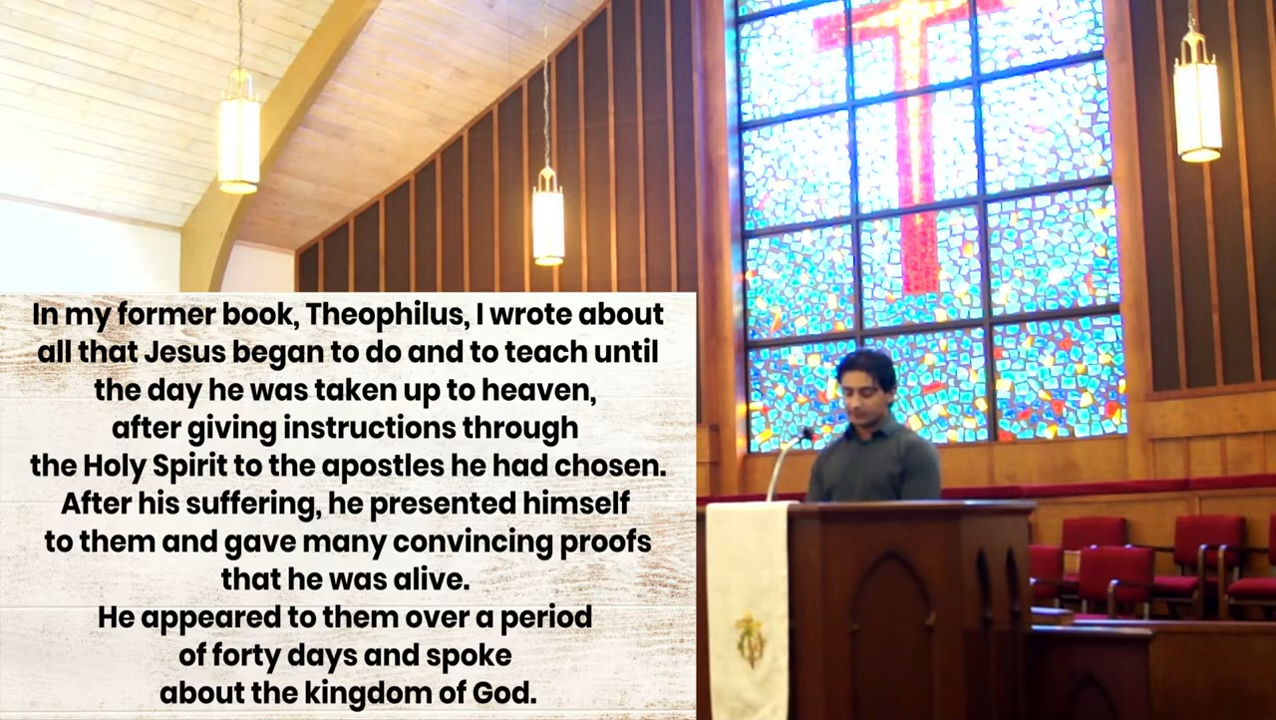 In my former book, Theophilus, I wrote about
all that Jesus began to do and to teach until
the day he was taken up to heaven,
after giving instructions through
the Holy Spirit to the apostles he had chosen.
After his suffering, he presented himself
to them and gave many convincing proofs
that he was alive.
He appeared to them over a period
of forty days and spoke
about the kingdom of God.